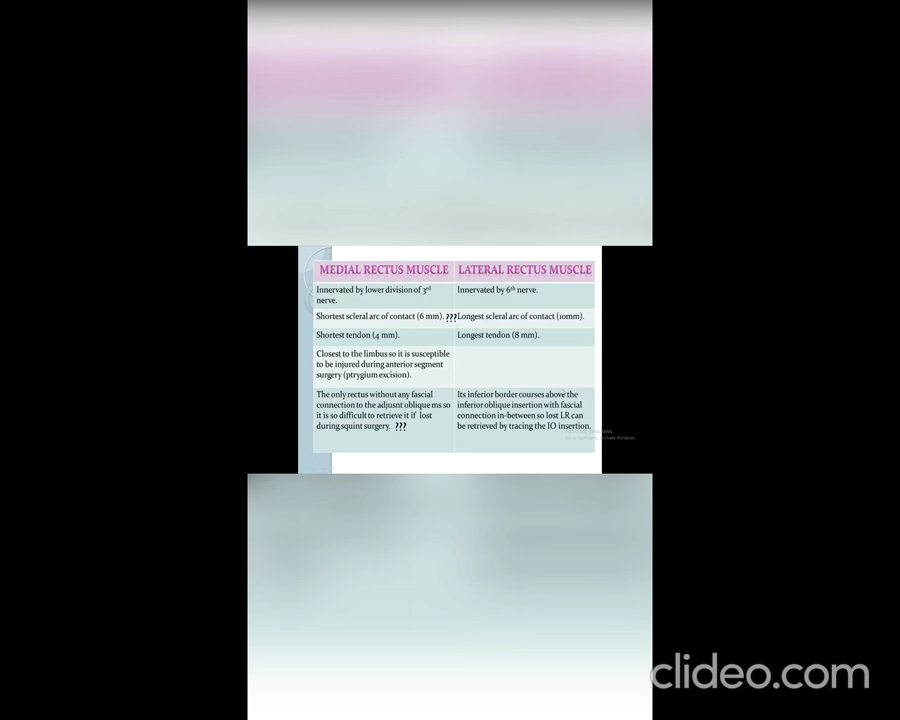 MEDIAL RECTUS MUSCLE LATERAL RECTUS MUSCLE
Innervated by lower division of 3rd
nerve.
Innervated by 6th nerve.
Shortest scleral arc of contact (6 mm). ???
Longest scleral arc of contact (10mm).
Shortest tendon (4 mm).
Longest tendon (8 mm).
Closest to the limbus so it is susceptible
to be injured during anterior segment
surgery (ptrygium excision).
The only rectus without any fascial
connection to the adjusnt oblique ms so
it is so difficult to retrieve it if lost
during squint surgery. ???
Its inferior border courses above the
inferior oblique insertion with fascial
connection in-between so lost LR can
be retrieved by tracing the IO insertion.
clideo.com